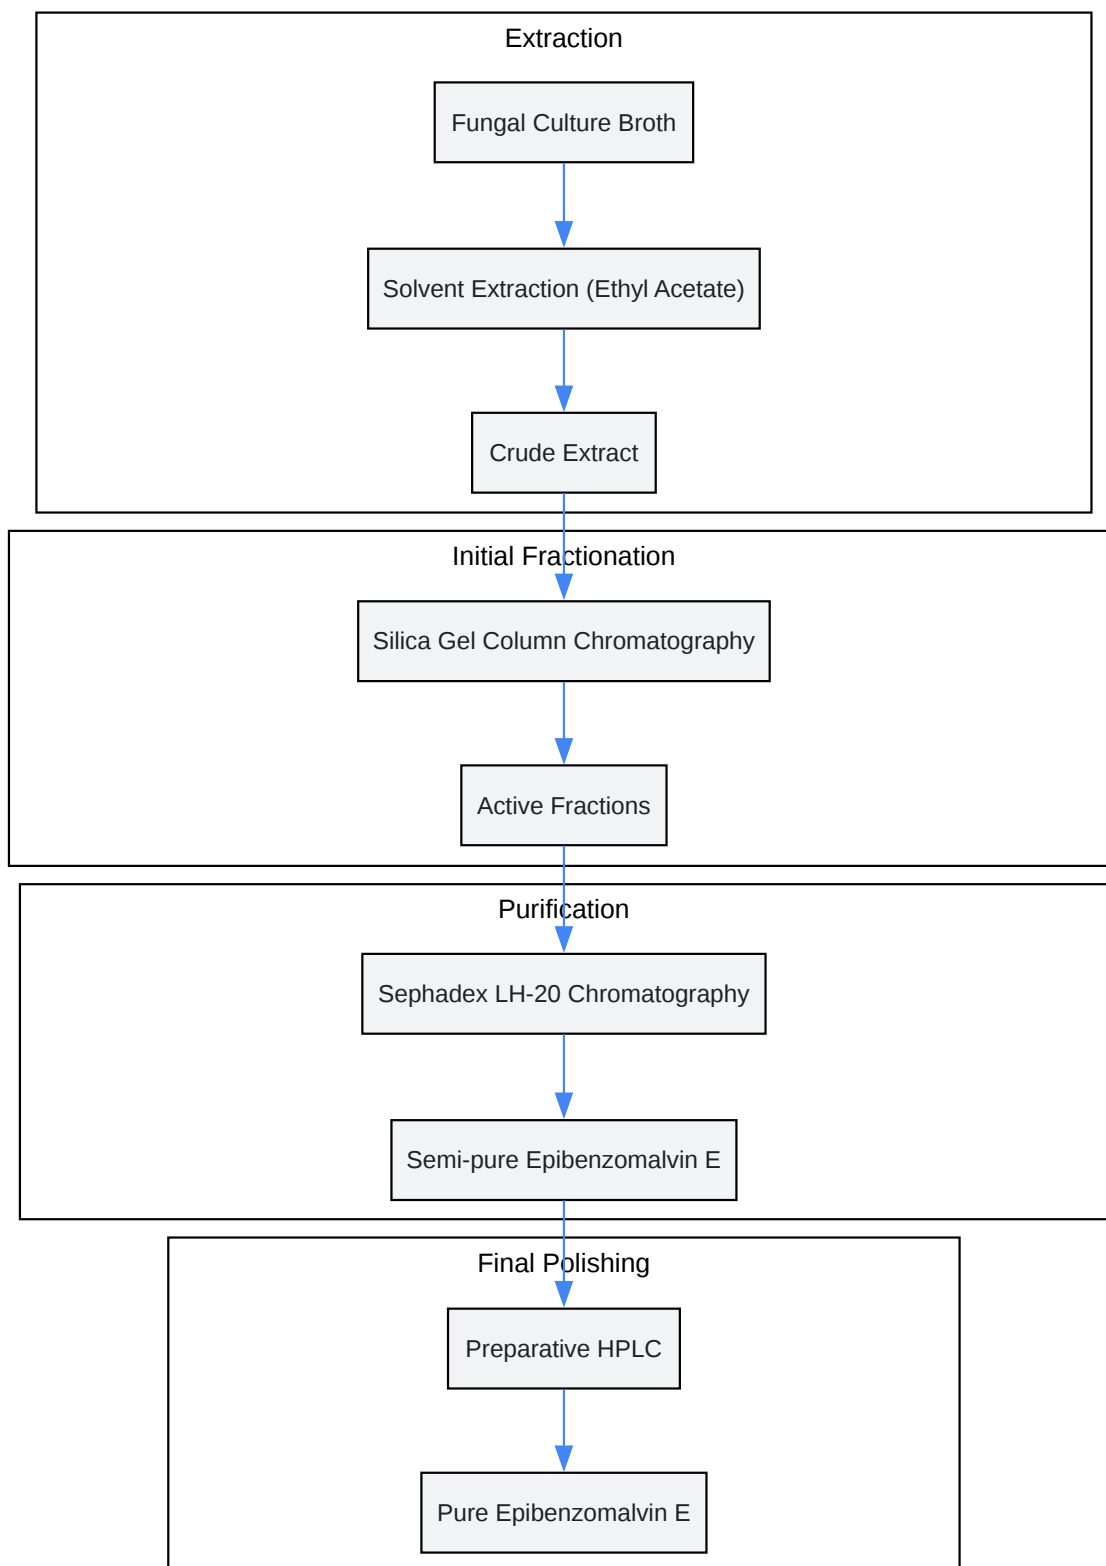 Extraction
Fungal Culture Broth
Solvent Extraction (Ethyl Acetate)
Crude Extract
Initial Fractionation
Silica Gel Column Chromatography
Active Fractions
Purification
Sephadex LH-20 Chromatography
Semi-pure Epibenzomalvin E
Final Polishing
Preparative HPLC
Pure Epibenzomalvin E